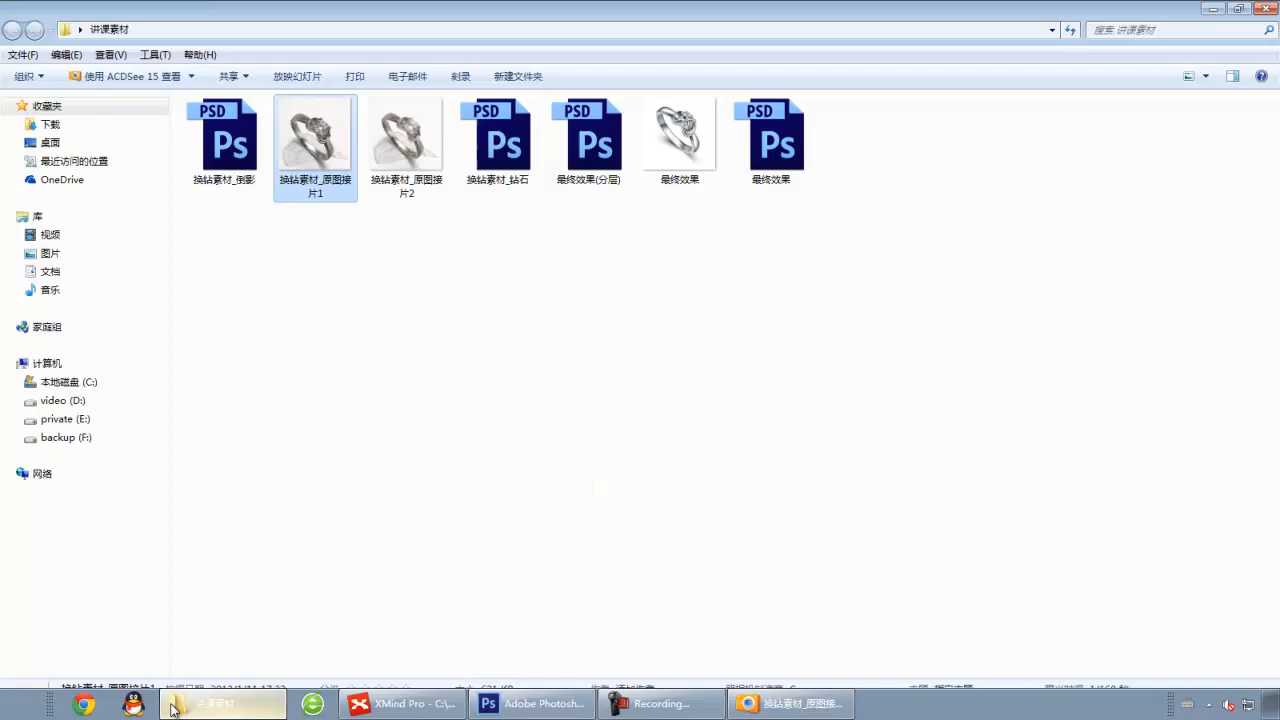 讲课素材
搜索 讲课素材
文件(F) 编辑(E) 查看(V) 工具(T) 帮助(H)
组织 使用 ACDSee 15 查看 共享 放映幻灯片 打印 电子邮件 刻录 新建文件夹
收藏夹
下载
桌面
最近访问的位置
OneDrive
库
视频
图片
文档
音乐
家庭组
计算机
本地磁盘 (C:)
video (D:)
private (E:)
backup (F:)
网络
PSD
Ps
换钻素材_倒影
换钻素材_原图接
片1
换钻素材_原图接
片2
PSD
Ps
换钻素材_钻石
PSD
Ps
最终效果(分层)
最终效果
PSD
Ps
最终效果
讲课素材
XMind Pro - C:\...
Ps Adobe Photosh...
Recording...
换钻素材_原图接...